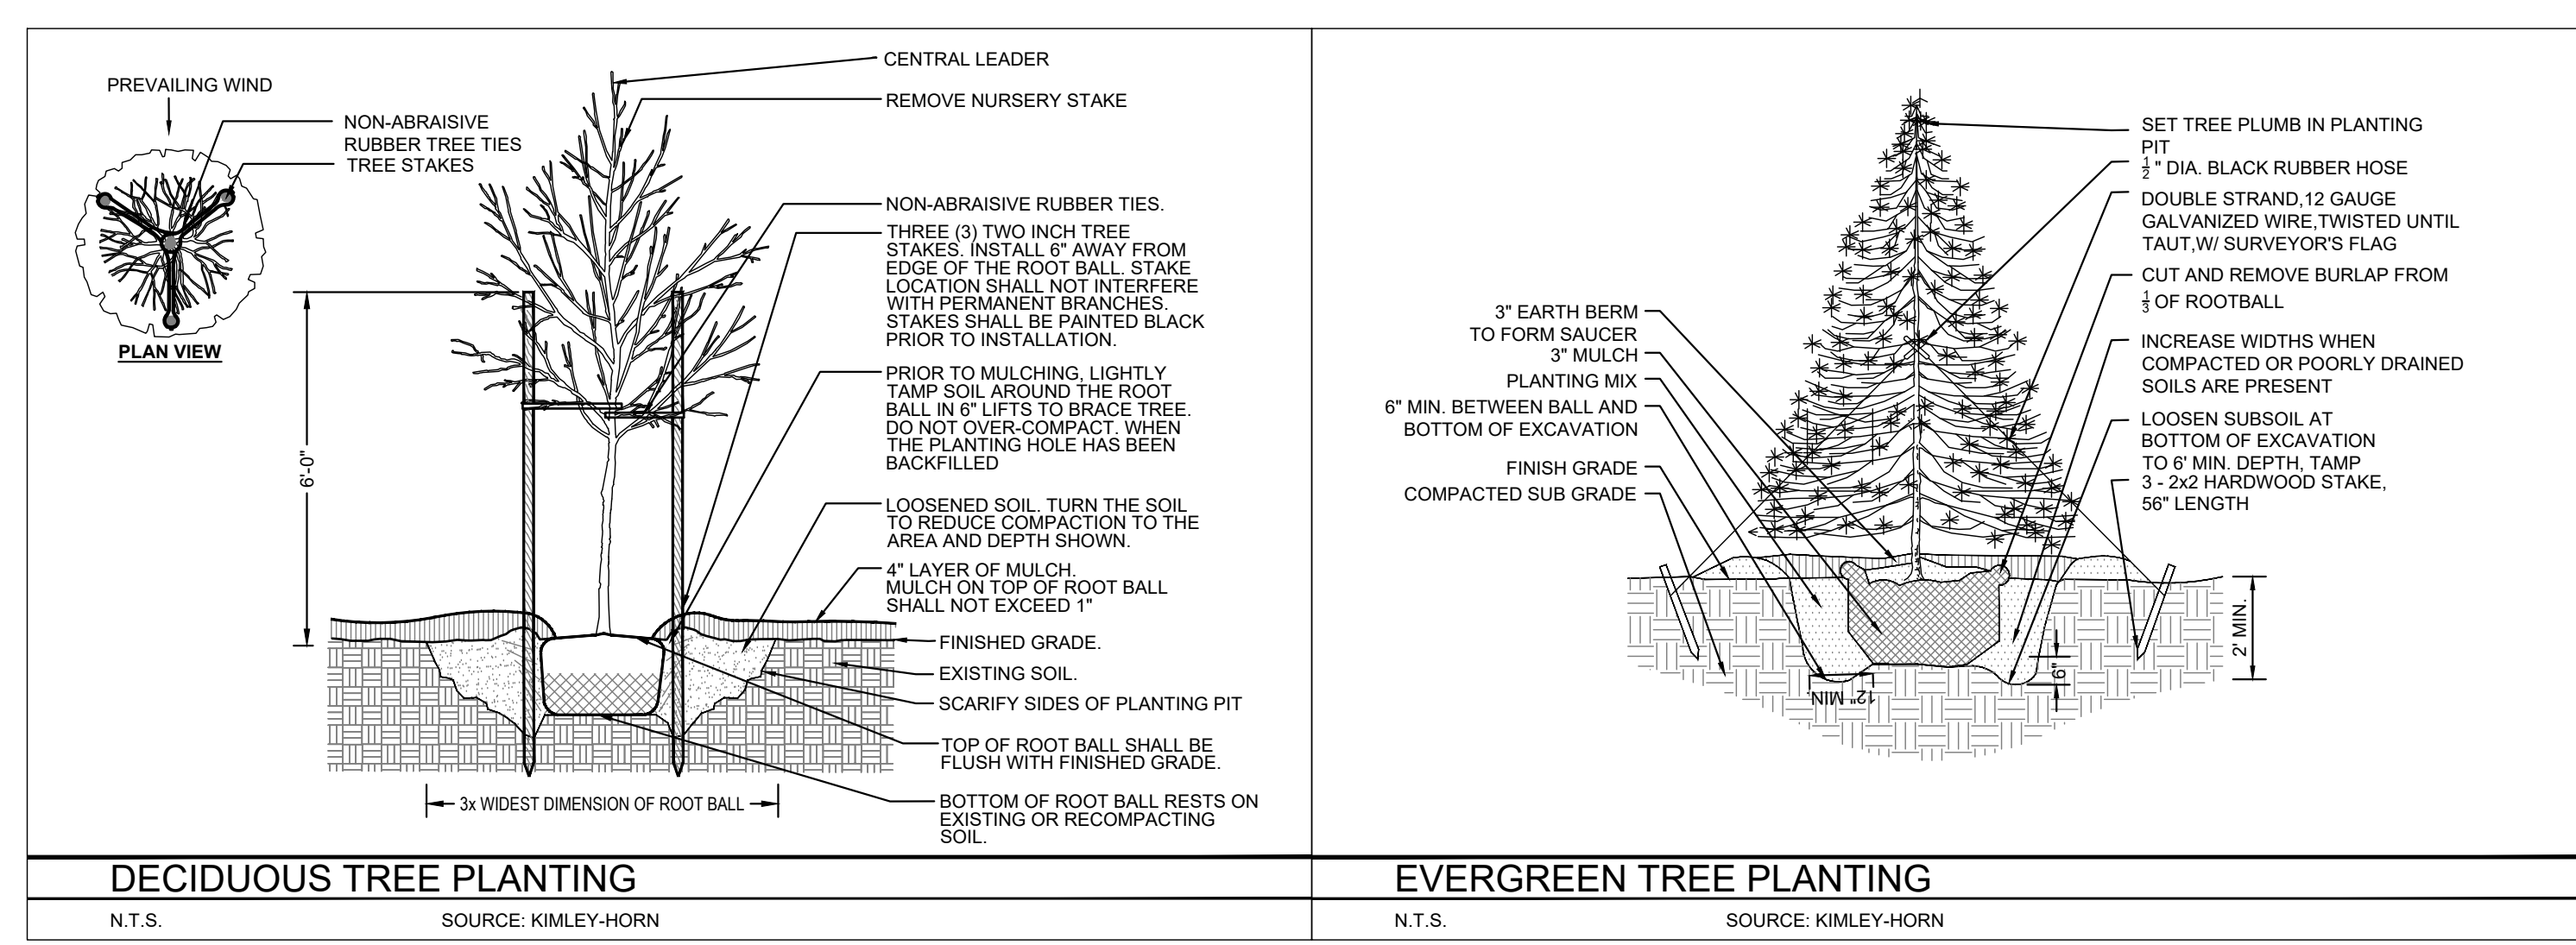 PREVAILING WIND
NON-ABRAISIVE
RUBBER TREE TIES
TREE STAKES
PLAN VIEW
6'-0"
CENTRAL LEADER
REMOVE NURSERY STAKE
NON-ABRAISIVE RUBBER TIES.
THREE (3) TWO INCH TREE
STAKES. INSTALL 6" AWAY FROM
EDGE OF THE ROOT BALL. STAKE
LOCATION SHALL NOT INTERFERE
WITH PERMANENT BRANCHES.
STAKES SHALL BE PAINTED BLACK
PRIOR TO INSTALLATION.
PRIOR TO MULCHING, LIGHTLY
TAMP SOIL AROUND THE ROOT
BALL IN 6" LIFTS TO BRACE TREE.
DO NOT OVER-COMPACT. WHEN
THE PLANTING HOLE HAS BEEN
BACKFILLED
LOOSENED SOIL. TURN THE SOIL
TO REDUCE COMPACTION TO THE
AREA AND DEPTH SHOWN.
4" LAYER OF MULCH.
MULCH ON TOP OF ROOT BALL
SHALL NOT EXCEED 1"
FINISHED GRADE.
EXISTING SOIL.
SCARIFY SIDES OF PLANTING PIT
TOP OF ROOT BALL SHALL BE
FLUSH WITH FINISHED GRADE.
BOTTOM OF ROOT BALL RESTS ON
EXISTING OR RECOMPACTING
SOIL.
3x WIDEST DIMENSION OF ROOT BALL
DECIDUOUS TREE PLANTING
N.T.S. SOURCE: KIMLEY-HORN
3" EARTH BERM
TO FORM SAUCER
3" MULCH
PLANTING MIX
6" MIN. BETWEEN BALL AND
BOTTOM OF EXCAVATION
FINISH GRADE
COMPACTED SUB GRADE
SET TREE PLUMB IN PLANTING
PIT
1/2" DIA. BLACK RUBBER HOSE
DOUBLE STRAND,12 GAUGE
GALVANIZED WIRE,TWISTED UNTIL
TAUT,W/ SURVEYOR'S FLAG
CUT AND REMOVE BURLAP FROM
1/3 OF ROOTBALL
INCREASE WIDTHS WHEN
COMPACTED OR POORLY DRAINED
SOILS ARE PRESENT
LOOSEN SUBSOIL AT
BOTTOM OF EXCAVATION
TO 6' MIN. DEPTH, TAMP
3 - 2x2 HARDWOOD STAKE,
56" LENGTH
2' MIN.
6"
12" MIN.
EVERGREEN TREE PLANTING
N.T.S. SOURCE: KIMLEY-HORN